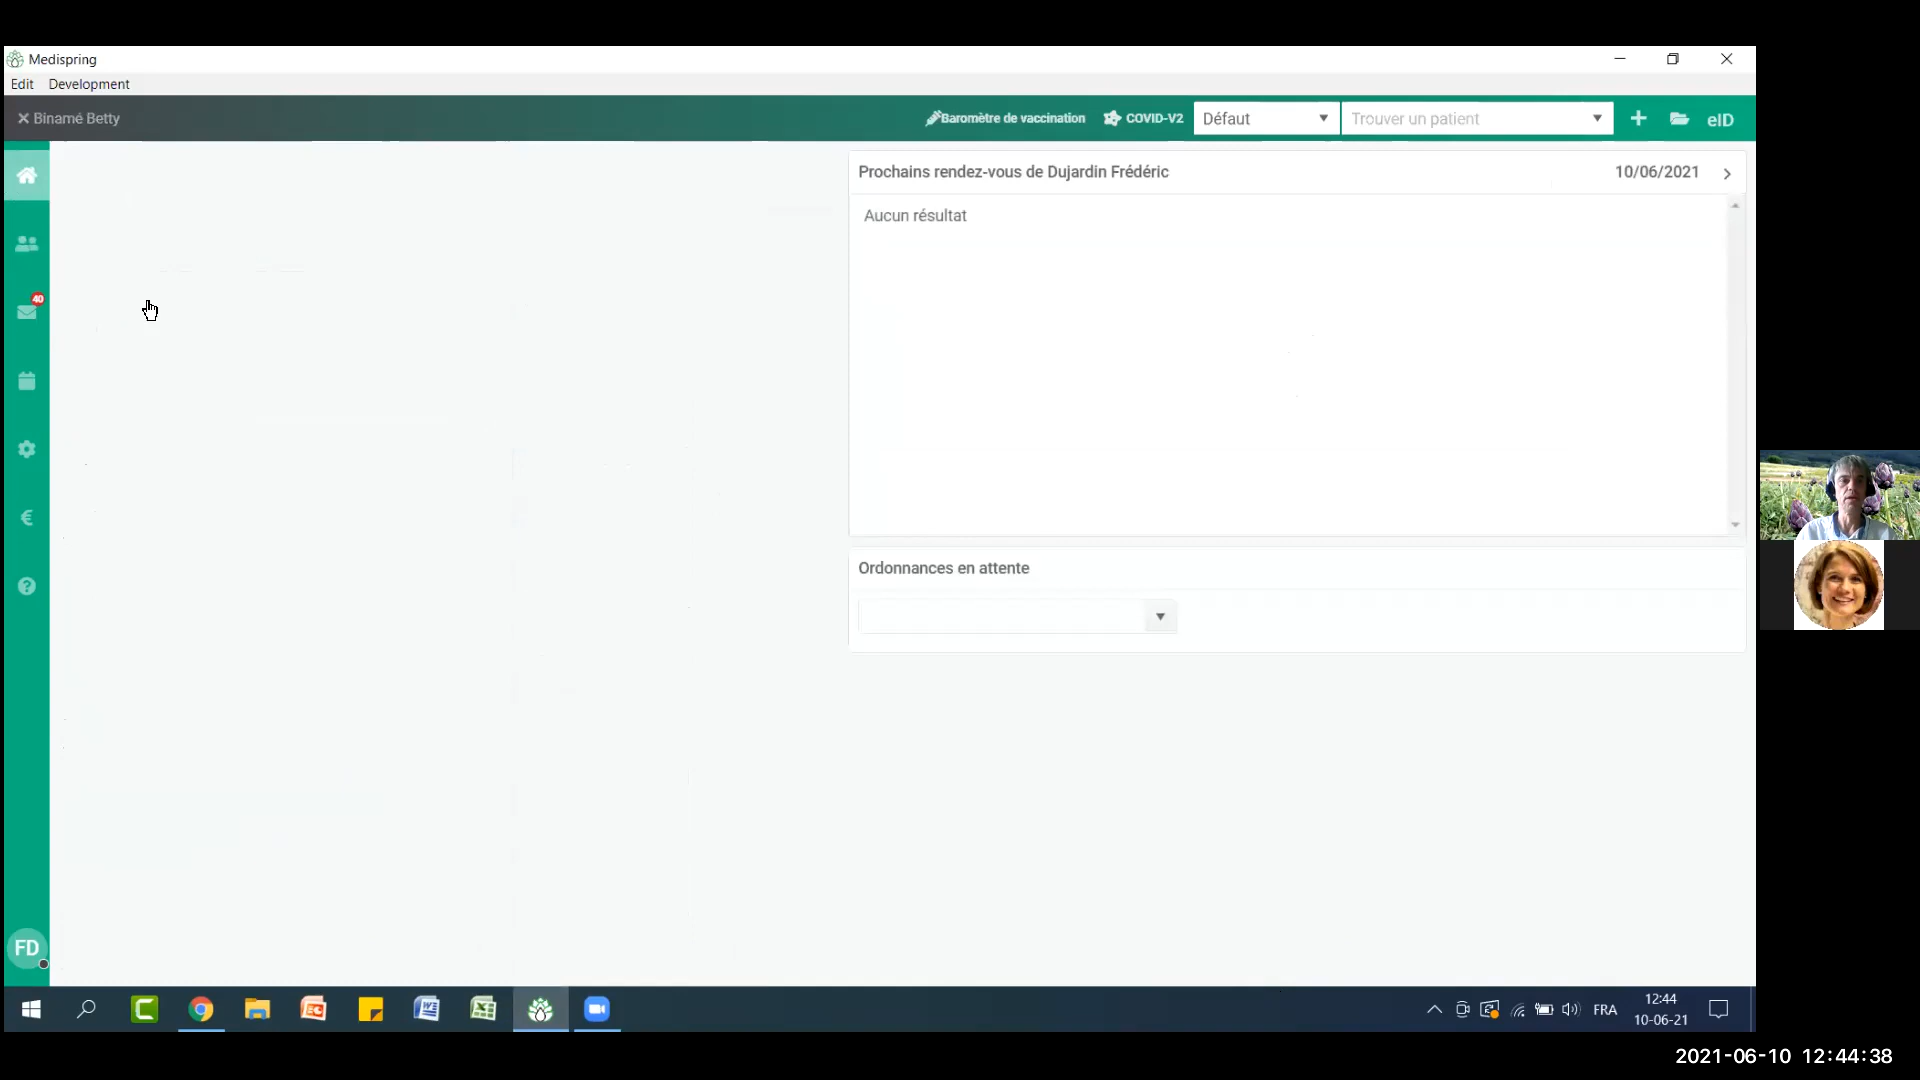 Medispring
Edit Development
Binamé Betty
Baromètre de vaccination COVID-V2 Défaut Trouver un patient eID
Prochains rendez-vous de Dujardin Frédéric 10/06/2021
Aucun résultat
40
Ordonnances en attente
FD
FRA
12:44
10-06-21
2021-06-10 12:44:38